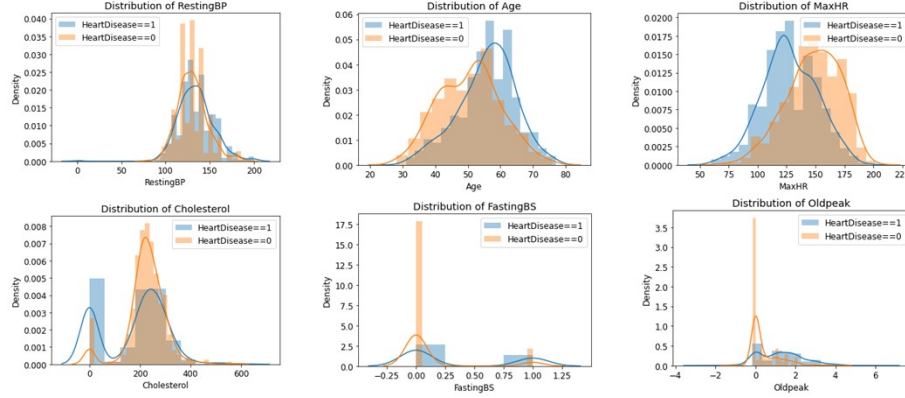 Distribution of RestingBP
HeartDisease==1
HeartDisease==0
Density
0.040
0.035
0.030
0.025
0.020
0.015
0.010
0.005
0.000
0 50 100 150 200
RestingBP
Distribution of Age
HeartDisease==1
HeartDisease==0
Density
0.06
0.05
0.04
0.03
0.02
0.01
0.00
20 30 40 50 60 70 80
Age
Distribution of MaxHR
HeartDisease==1
HeartDisease==0
Density
0.0200
0.0175
0.0150
0.0125
0.0100
0.0075
0.0050
0.0025
0.0000
50 75 100 125 150 175 200
MaxHR
Distribution of Cholesterol
HeartDisease==1
HeartDisease==0
Density
0.008
0.007
0.006
0.005
0.004
0.003
0.002
0.001
0.000
0 200 400 600
Cholesterol
Distribution of FastingBS
HeartDisease==1
HeartDisease==0
Density
17.5
15.0
12.5
10.0
7.5
5.0
2.5
0.0
−0.25 0.00 0.25 0.50 0.75 1.00 1.25
FastingBS
Distribution of Oldpeak
HeartDisease==1
HeartDisease==0
Density
3.5
3.0
2.5
2.0
1.5
1.0
0.5
0.0
−4 −2 0 2 4 6
Oldpeak